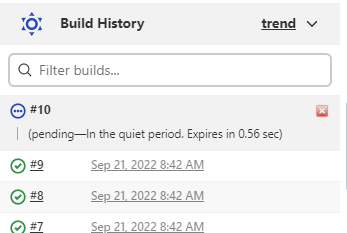 Build History trend
Filter builds...
#10
(pending—In the quiet period. Expires in 0.56 sec)
#9 Sep 21, 2022 8:42 AM
#8 Sep 21, 2022 8:42 AM
#7 Sep 21, 2022 8:42 AM